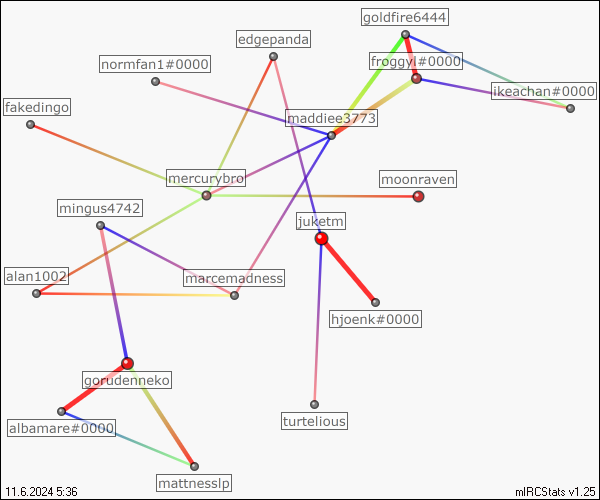 goldfire6444
edgepanda
normfan1#0000
froggyl#0000
ikeachan#0000
fakedingo
maddiee3773
mercurybro
moonraven
mingus4742
juketm
alan1002
marcemadness
hjoenk#0000
gorudenneko
albamare#0000
turtelious
mattnesslp
11.6.2024 5:36
mIRCStats v1.25